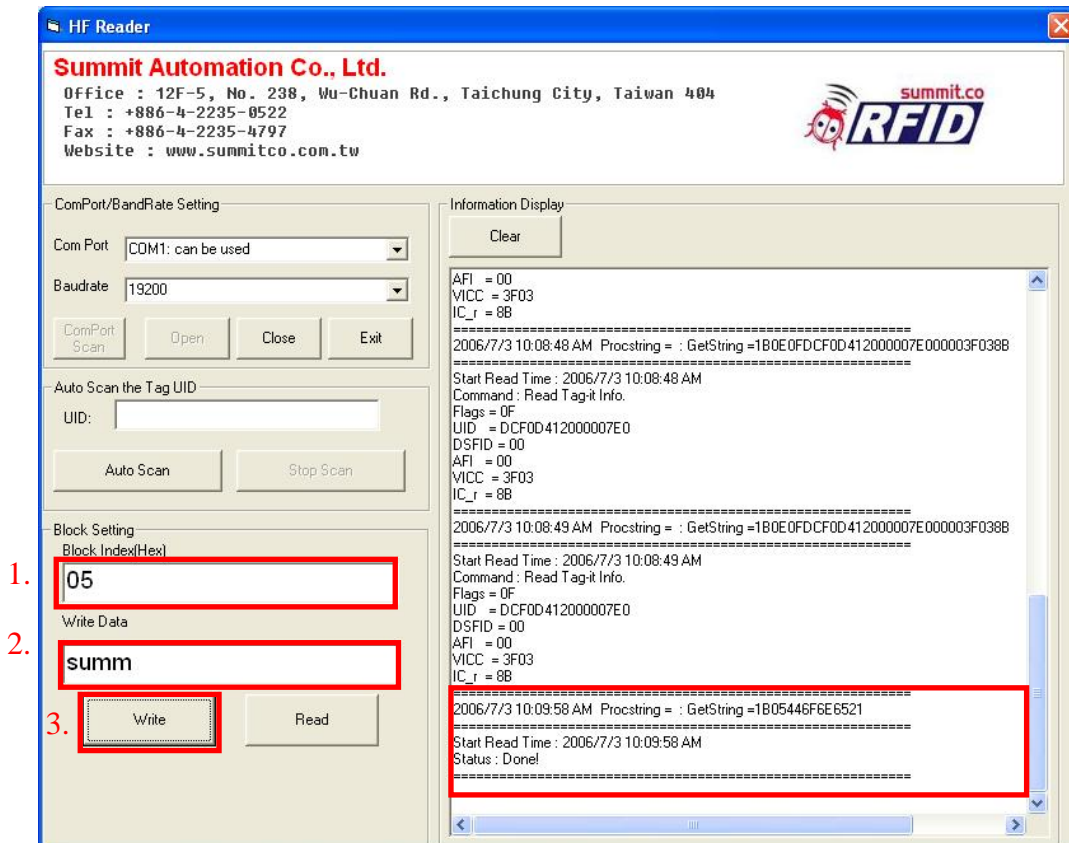 HF Reader
Summit Automation Co., Ltd.
Office : 12F-5, No. 238, Wu-Chuan Rd., Taichung City, Taiwan 404
Tel : +886-4-2235-0522
Fax : +886-4-2235-4797
Website : www.summitco.com.tw
summit.co
RFID
ComPort/BandRate Setting
Com Port COM1: can be used
Baudrate 19200
ComPort Scan Open Close Exit
Auto Scan the Tag UID
UID:
Auto Scan Stop Scan
Block Setting
Block Index(Hex)
1. 05
Write Data
2. summ
3. Write Read
Information Display
Clear
AFI = 00
VICC = 3F03
IC_r = 8B
============================================================
2006/7/3 10:08:48 AM Procstring = : GetString =1B0E0FDCF0D412000007E000003F038B
============================================================
Start Read Time : 2006/7/3 10:08:48 AM
Command : Read Tag-it Info.
Flags = 0F
UID = DCF0D412000007E0
DSFID = 00
AFI = 00
VICC = 3F03
IC_r = 8B
============================================================
2006/7/3 10:08:49 AM Procstring = : GetString =1B0E0FDCF0D412000007E000003F038B
============================================================
Start Read Time : 2006/7/3 10:08:49 AM
Command : Read Tag-it Info.
Flags = 0F
UID = DCF0D412000007E0
DSFID = 00
AFI = 00
VICC = 3F03
IC_r = 8B
============================================================
2006/7/3 10:09:58 AM Procstring = : GetString =1B05446F6E6521
============================================================
Start Read Time : 2006/7/3 10:09:58 AM
Status : Done!
============================================================